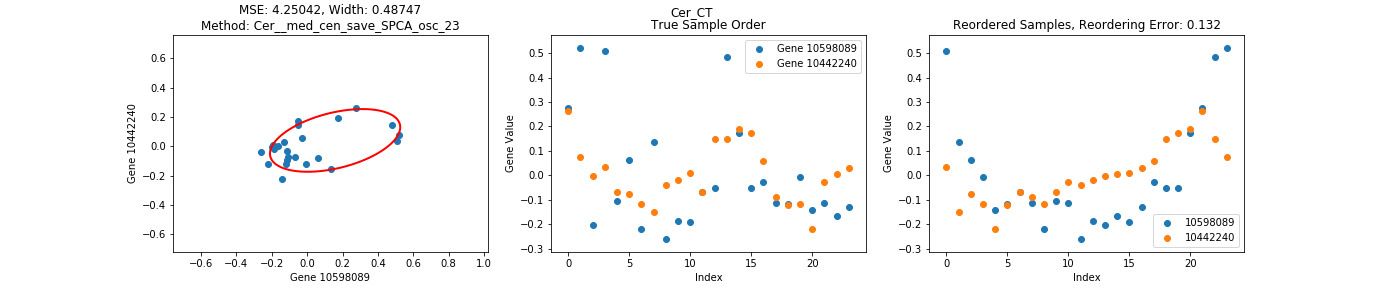 Cer_CT
MSE: 4.25042, Width: 0.48747
Method: Cer__med_cen_save_SPCA_osc_23
0.6
0.4
0.2
0.0
−0.2
−0.4
−0.6
−0.6 −0.4 −0.2 0.0 0.2 0.4 0.6 0.8 1.0
Gene 10442240
Gene 10598089
True Sample Order
Gene 10598089
Gene 10442240
0.5
0.4
0.3
0.2
0.1
0.0
−0.1
−0.2
−0.3
0 5 10 15 20
Gene Value
Index
Reordered Samples, Reordering Error: 0.132
0.5
0.4
0.3
0.2
0.1
0.0
−0.1
−0.2
−0.3
10598089
10442240
0 5 10 15 20
Gene Value
Index